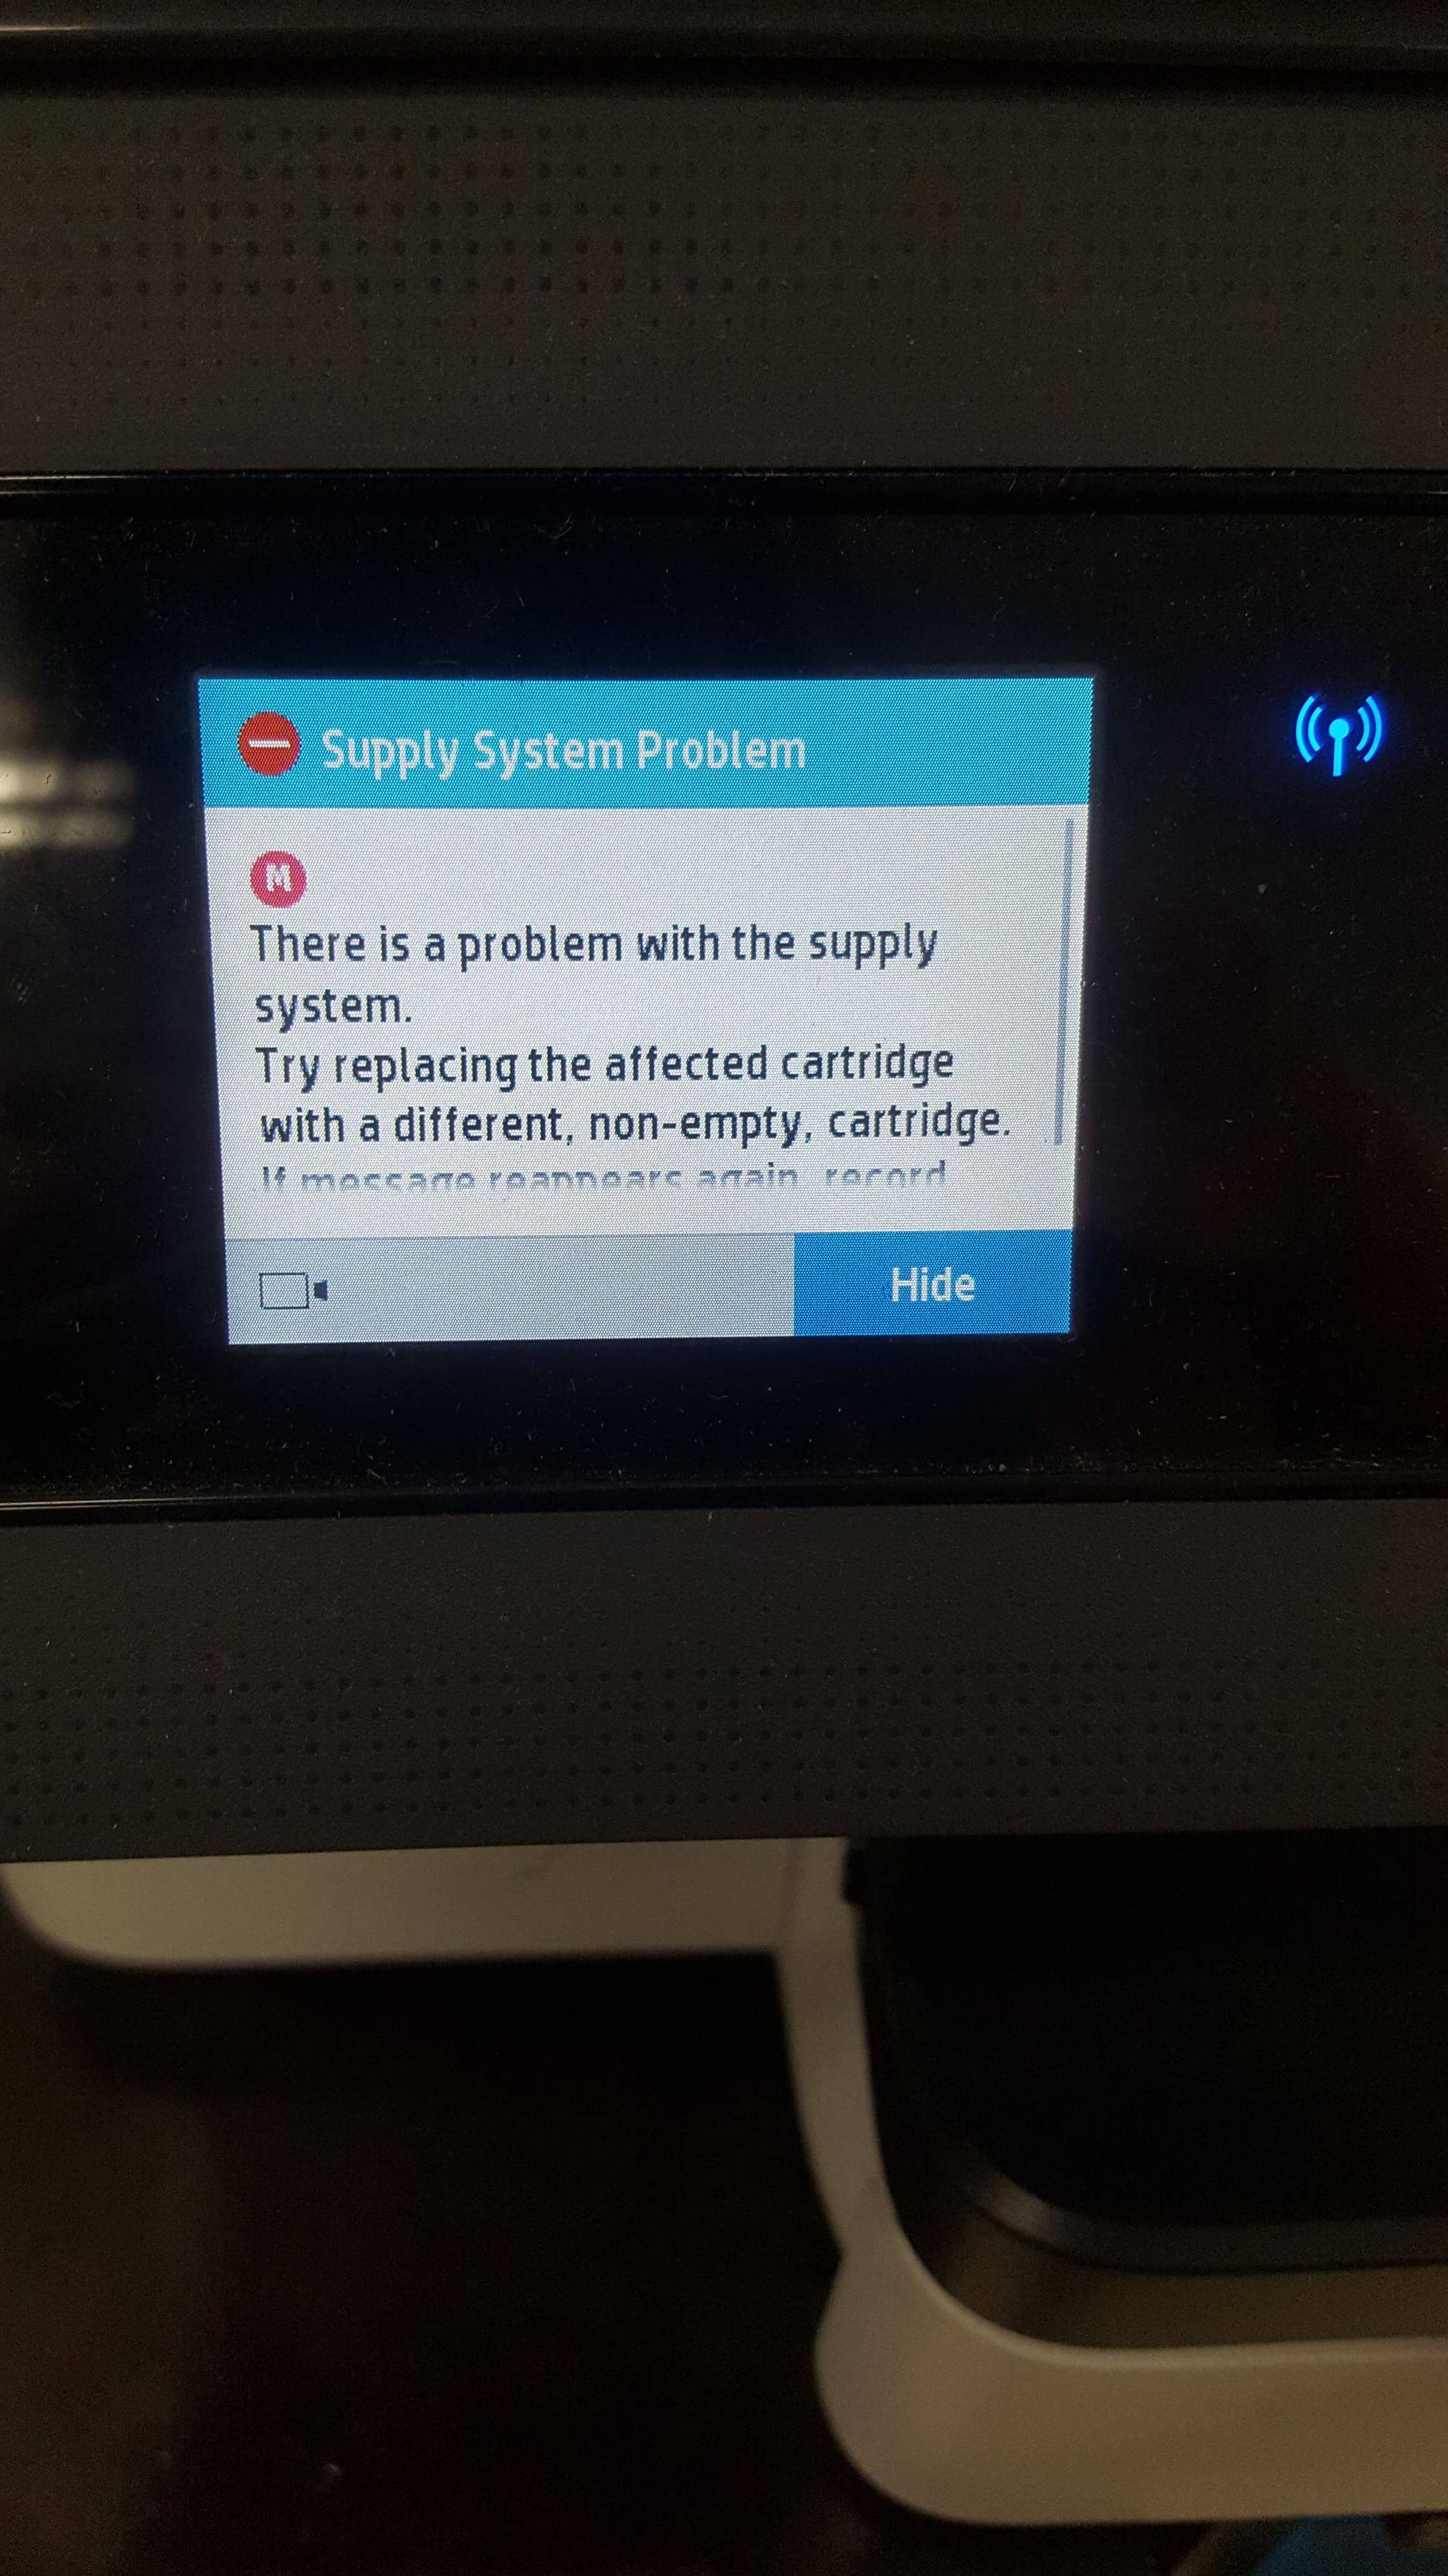 Supply System Problem
M
There is a problem with the supply
system.
Try replacing the affected cartridge
with a different, non-empty, cartridge.
If message reappears again, record
Hide